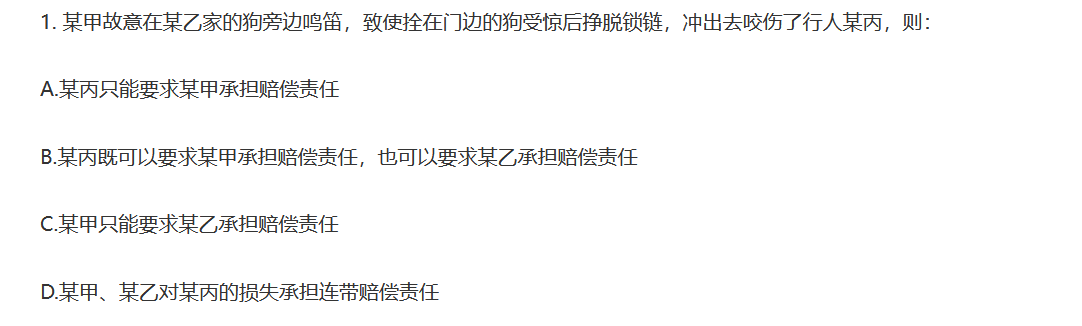 1. 某甲故意在某乙家的狗旁边鸣笛，致使拴在门边的狗受惊后挣脱锁链，冲出去咬伤了行人某丙，则：
A.某丙只能要求某甲承担赔偿责任
B.某丙既可以要求某甲承担赔偿责任，也可以要求某乙承担赔偿责任
C.某甲只能要求某乙承担赔偿责任
D.某甲、某乙对某丙的损失承担连带赔偿责任